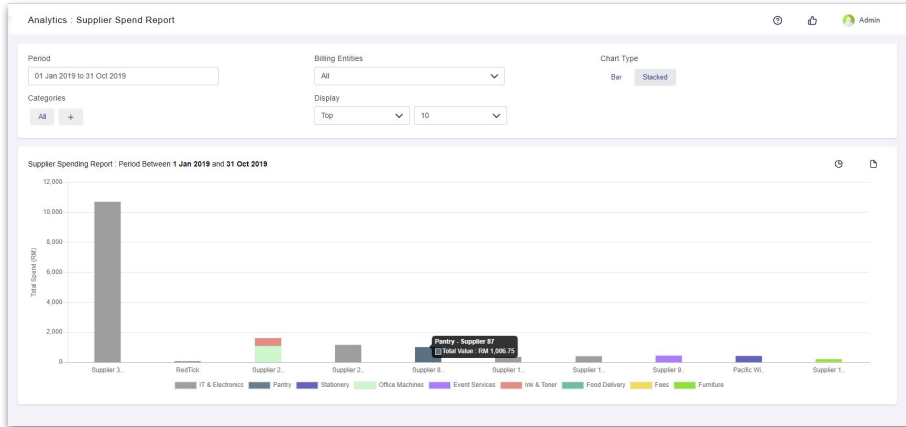 Analytics : Supplier Spend Report
Admin
Period
Billing Entities
Chart Type
01 Jan 2019 to 31 Oct 2019
All
Bar
Stacked
Categories
Display
All
+
Top
10
Supplier Spending Report : Period Between 1 Jan 2019 and 31 Oct 2019
12,000
10,000
8,000
6,000
4,000
2,000
0
Total Spend (RM)
Pantry - Supplier 87
Total Value : RM 1,006.75
Supplier 3..
RedTick
Supplier 2..
Supplier 2..
Supplier 8..
Supplier 1..
Supplier 1..
Supplier 9..
Pacific Wi..
Supplier 1..
IT & Electronics
Pantry
Stationery
Office Machines
Event Services
Ink & Toner
Food Delivery
Fees
Furniture